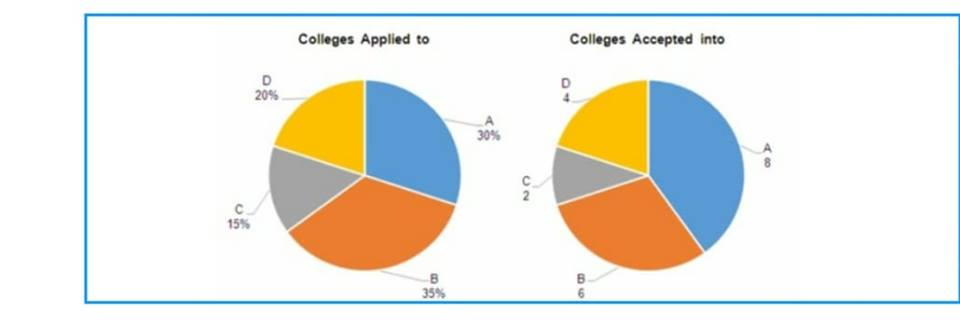 Colleges Applied to
D
20%
A
30%
C
15%
B
35%
Colleges Accepted into
D
4
A
8
C
2
B
6